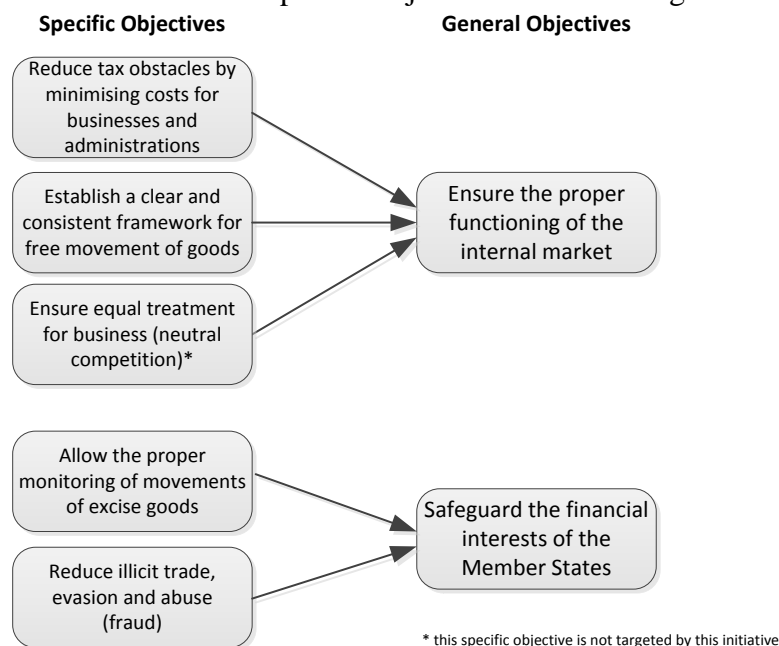 Specific Objectives
General Objectives
Reduce tax obstacles by
minimising costs for
businesses and
administrations
Establish a clear and
consistent framework for
free movement of goods
Ensure equal treatment
for business (neutral
competition)*
Ensure the proper
functioning of the
internal market
Allow the proper
monitoring of movements
of excise goods
Reduce illicit trade,
evasion and abuse
(fraud)
Safeguard the financial
interests of the
Member States
* this specific objective is not targeted by this initiative